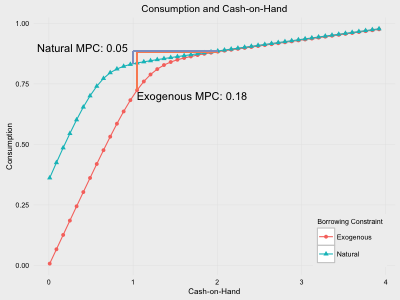 Consumption and Cash-on-Hand
1.00
Natural MPC: 0.05
0.75
Exogenous MPC: 0.18
Consumption
0.50
0.25
Borrowing Constraint
Exogenous
Natural
0.00
0
1
2
3
4
Cash-on-Hand